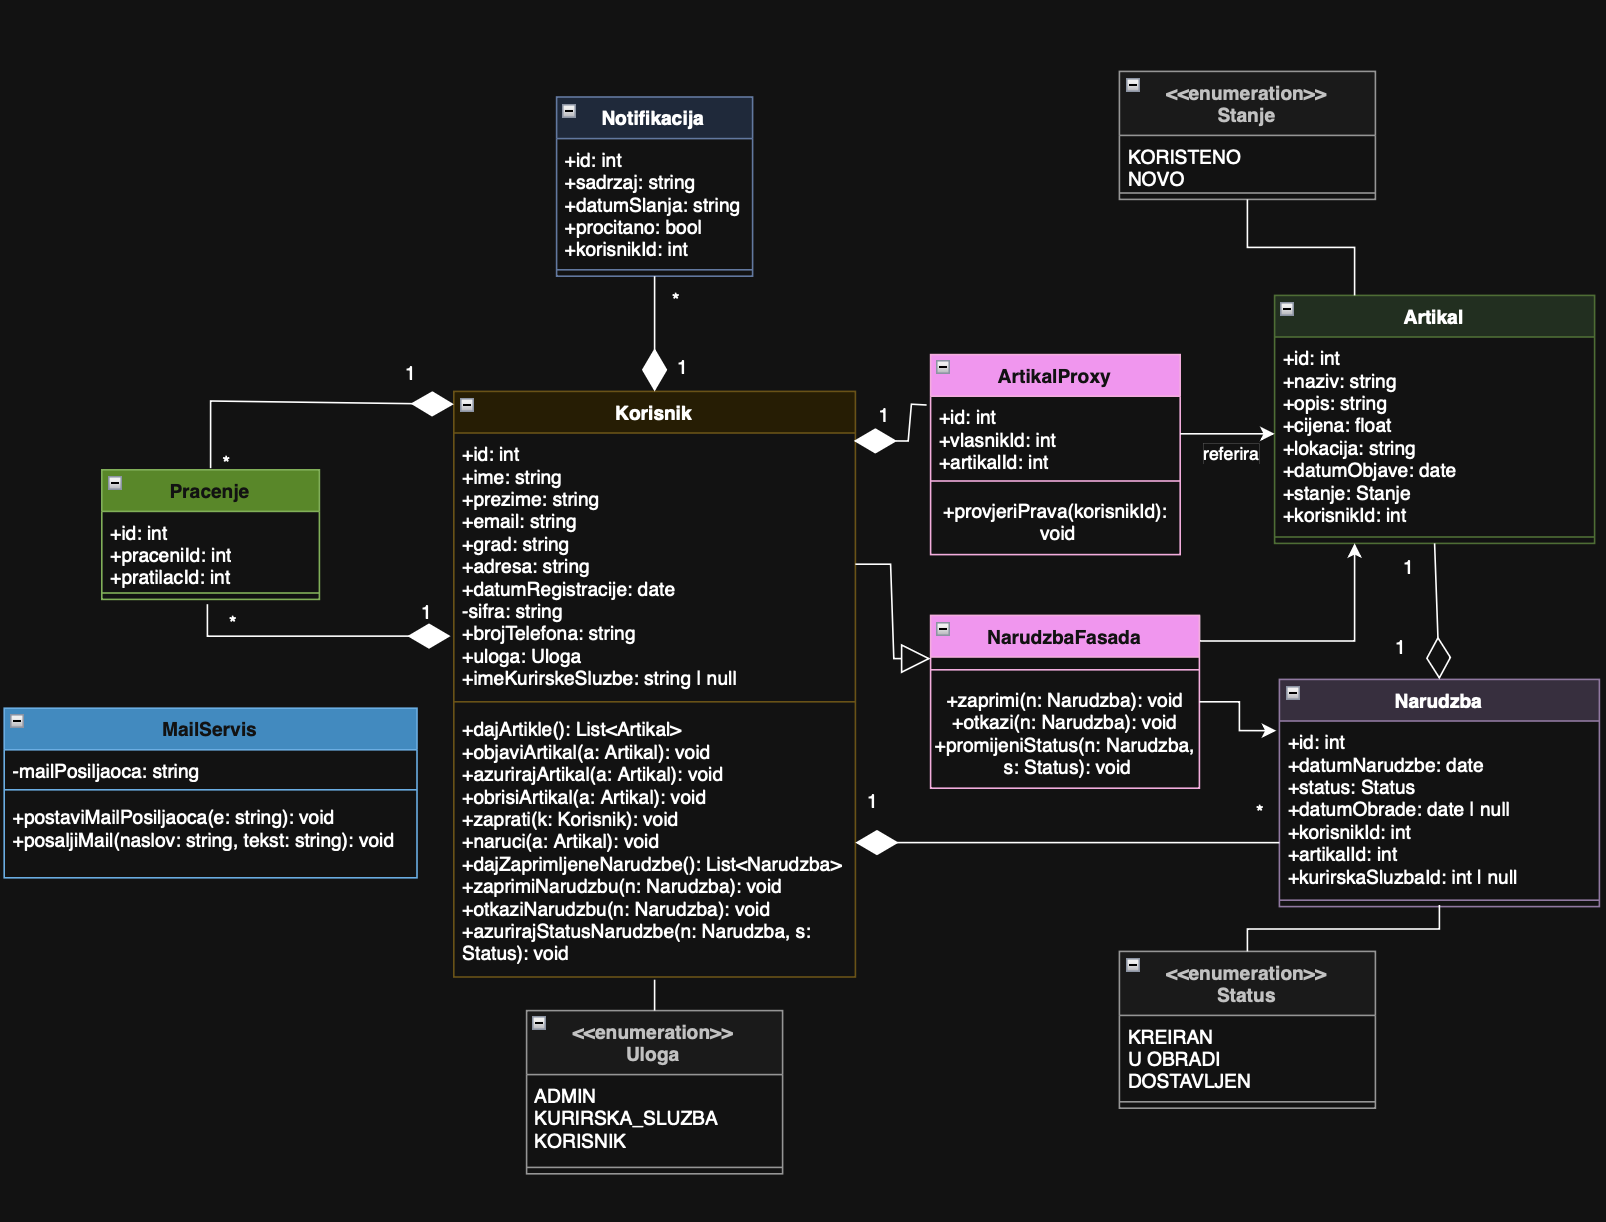 <<enumeration>>
Stanje
KORISTENO
NOVO
Notifikacija
+id: int
+sadrzaj: string
+datumSlanja: string
+procitano: bool
+korisnikId: int
*
1
1
*
Pracenje
+id: int
+praceniId: int
+pratilacId: int
*
1
Korisnik
+id: int
+ime: string
+prezime: string
+email: string
+grad: string
+adresa: string
+datumRegistracije: date
-sifra: string
+brojTelefona: string
+uloga: Uloga
+imeKurirskeSluzbe: string | null
+dajArtikle(): List<Artikal>
+objaviArtikal(a: Artikal): void
+azurirajArtikal(a: Artikal): void
+obrisiArtikal(a: Artikal): void
+zaprati(k: Korisnik): void
+naruci(a: Artikal): void
+dajZaprimljeneNarudzbe(): List<Narudzba>
+zaprimiNarudzbu(n: Narudzba): void
+otkaziNarudzbu(n: Narudzba): void
+azurirajStatusNarudzbe(n: Narudzba, s:
Status): void
1
ArtikalProxy
+id: int
+vlasnikId: int
+artikalId: int
+provjeriPrava(korisnikId):
void
referira
Artikal
+id: int
+naziv: string
+opis: string
+cijena: float
+lokacija: string
+datumObjave: date
+stanje: Stanje
+korisnikId: int
1
1
NarudzbaFasada
+zaprimi(n: Narudzba): void
+otkazi(n: Narudzba): void
+promijeniStatus(n: Narudzba,
s: Status): void
1
*
Narudzba
+id: int
+datumNarudzbe: date
+status: Status
+datumObrade: date | null
+korisnikId: int
+artikalId: int
+kurirskaSluzbaId: int | null
MailServis
-mailPosiljaoca: string
+postaviMailPosiljaoca(e: string): void
+posaljiMail(naslov: string, tekst: string): void
<<enumeration>>
Uloga
ADMIN
KURIRSKA_SLUZBA
KORISNIK
<<enumeration>>
Status
KREIRAN
U OBRADI
DOSTAVLJEN